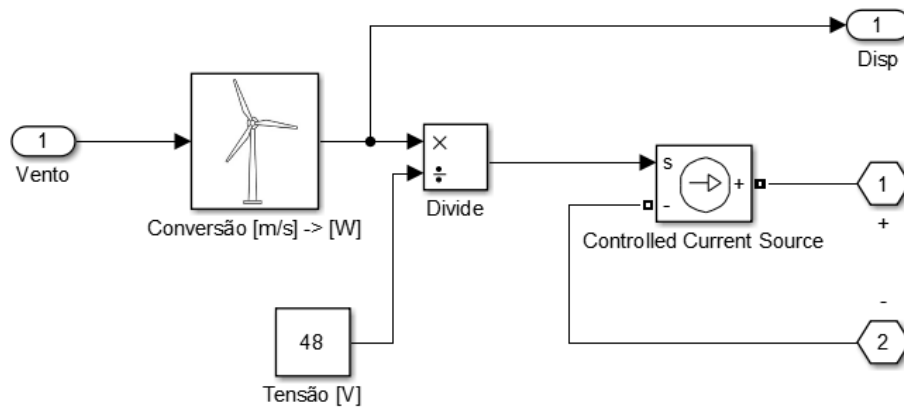 1
Disp
1
Vento
Conversão [m/s] -> [W]
×
÷
Divide
s
+
-
Controlled Current Source
1
+
48
Tensão [V]
-
2